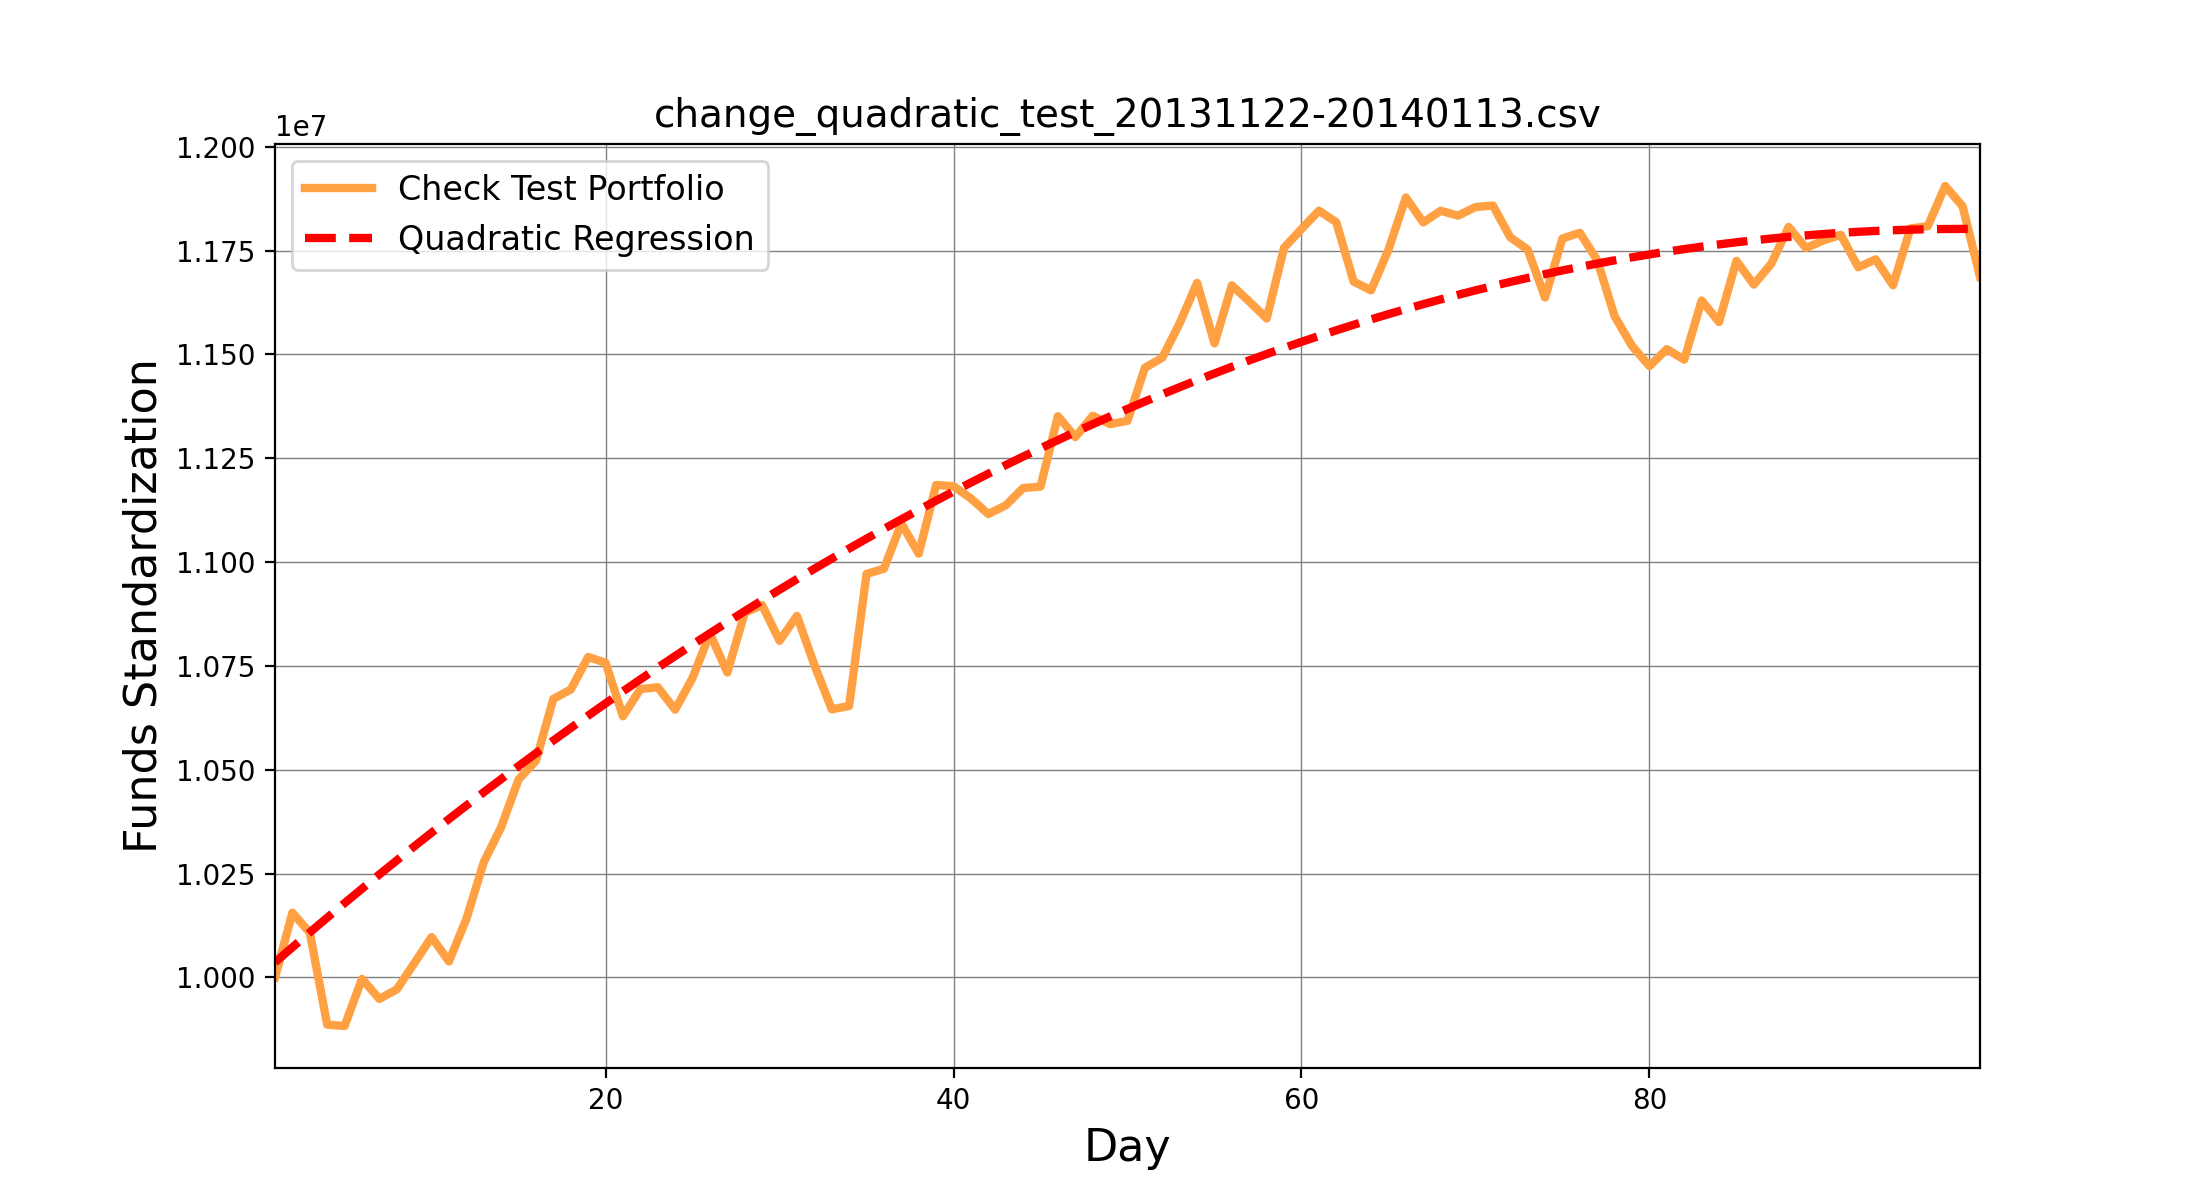 change_quadratic_test_20131122-20140113.csv
1e7
1.200
1.175
1.150
1.125
1.100
1.075
1.050
1.025
1.000
Funds Standardization
Check Test Portfolio
Quadratic Regression
20 40 60 80
Day